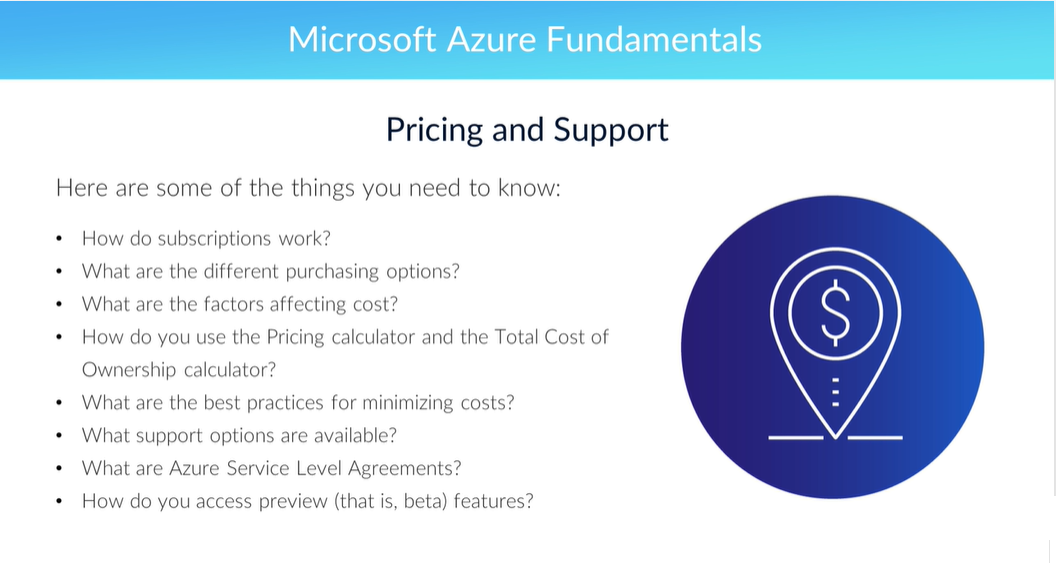 Microsoft Azure Fundamentals
Pricing and Support
Here are some of the things you need to know:
• How do subscriptions work?
• What are the different purchasing options?
• What are the factors affecting cost?
• How do you use the Pricing calculator and the Total Cost of
Ownership calculator?
• What are the best practices for minimizing costs?
• What support options are available?
• What are Azure Service Level Agreements?
• How do you access preview (that is, beta) features?
$